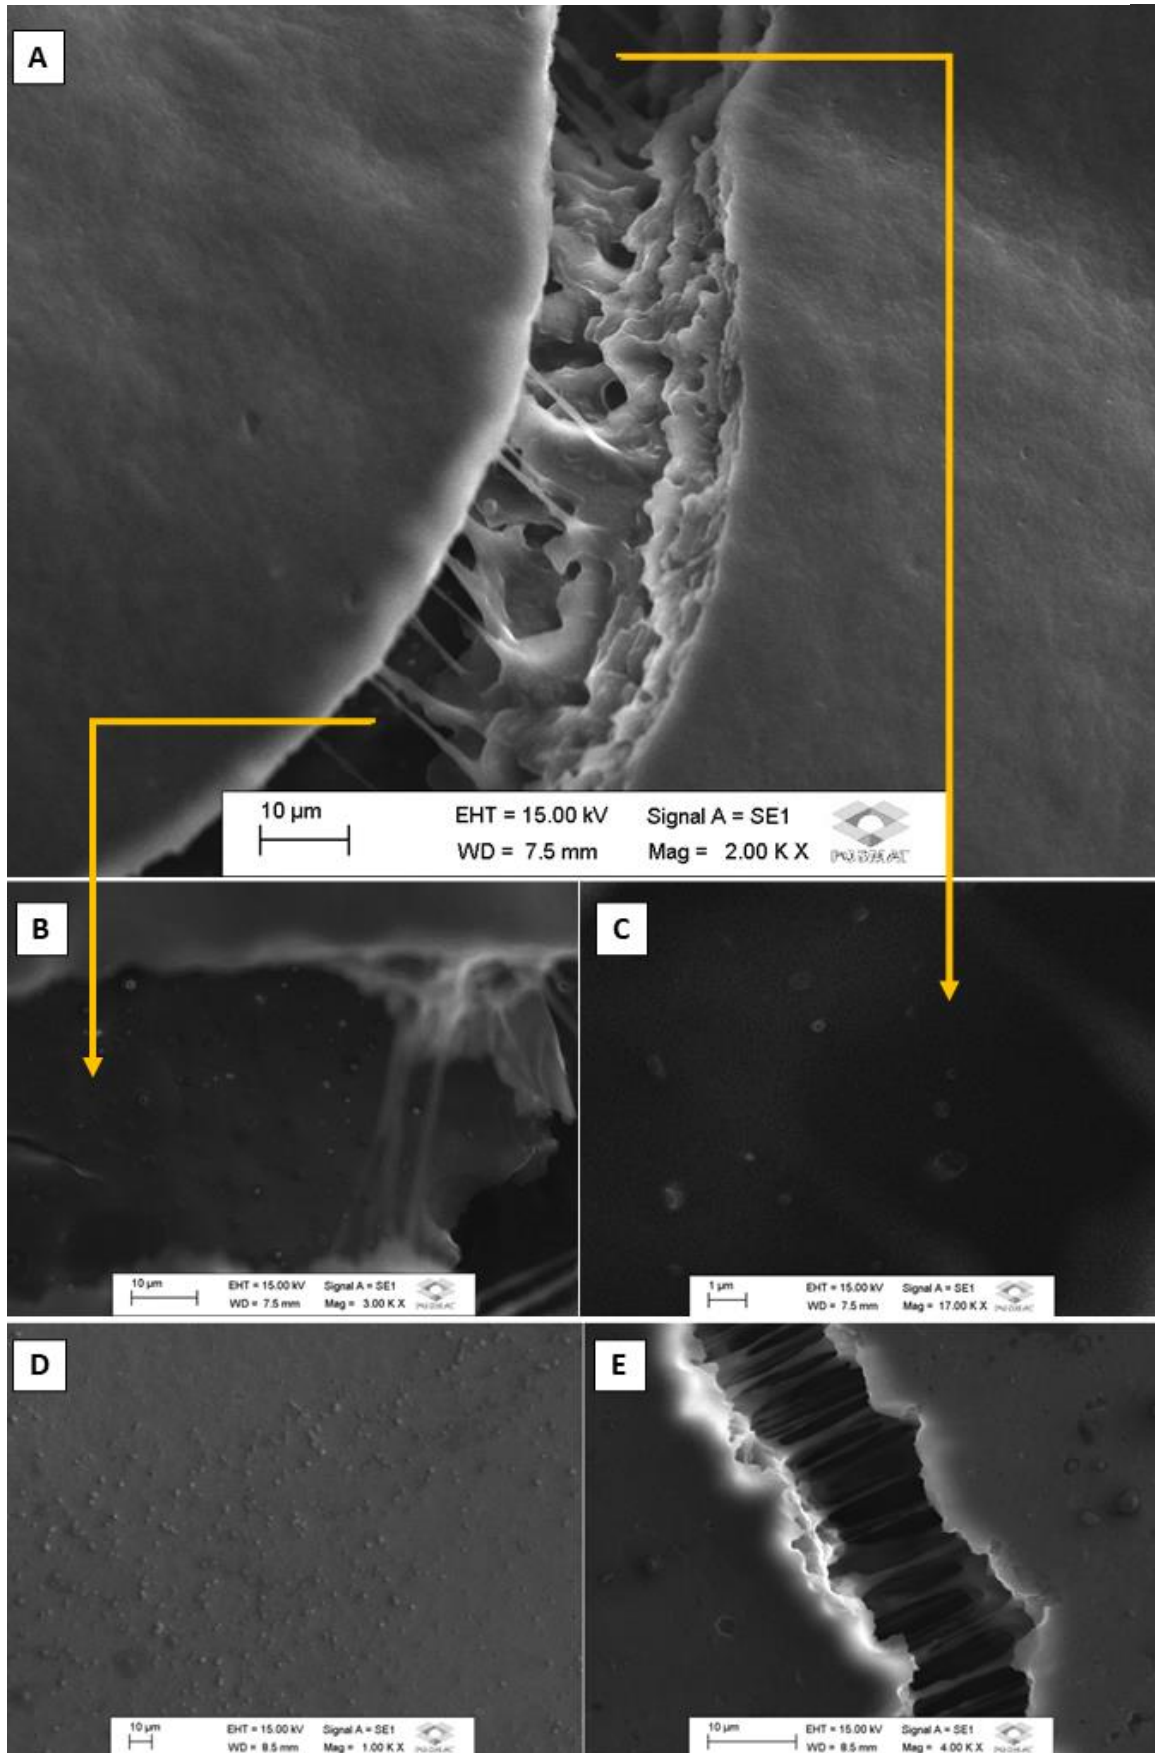 A
10 µm
EHT = 15.00 kV
Signal A = SE1
WD = 7.5 mm
Mag = 2.00 K X
B
C
10 µm
EHT = 15.00 kV
Signal A = SE1
WD = 7.5 mm
Mag = 3.00 K X
1 µm
EHT = 15.00 kV
Signal A = SE1
WD = 7.5 mm
Mag = 17.00 K X
D
E
10 µm
EHT = 15.00 kV
Signal A = SE1
WD = 8.5 mm
Mag = 1.00 K X
10 µm
EHT = 15.00 kV
Signal A = SE1
WD = 8.5 mm
Mag = 4.00 K X